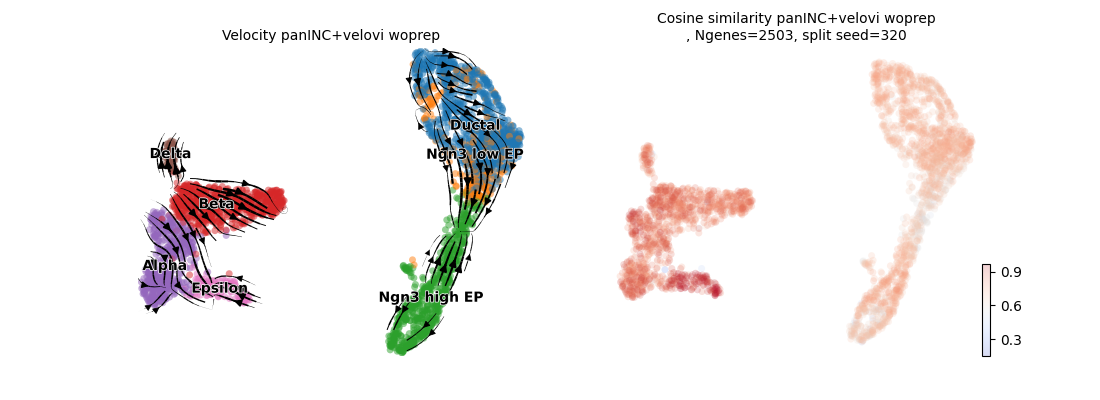 Velocity panINC+velovi woprep
Delta
Beta
Alpha
Epsilon
Ductal
Ngn3 low EP
Ngn3 high EP
Cosine similarity panINC+velovi woprep
, Ngenes=2503, split seed=320
0.9
0.6
0.3